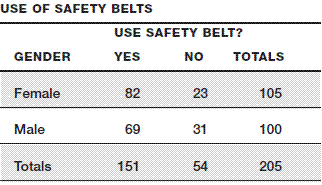 USE OF SAFETY BELTS
USE SAFETY BELT?
GENDER YES NO TOTALS
Female 82 23 105
Male 69 31 100
Totals 151 54 205